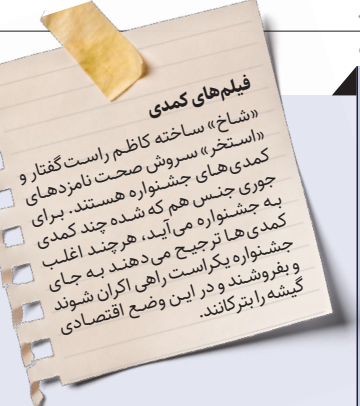 فیلم‌های کمدی
«شاخ» ساخته کاظم راست‌گفتار و
«استخر» سروش صحت نامزدهای
کمدی‌های جشنواره هستند. برای
جوری جنس هم که شده چند کمدی
به جشنواره می‌آید، هرچند اغلب
کمدی‌ها ترجیح می‌دهند به جای
جشنواره یکراست راهی اکران شوند
و بفروشند و در این وضع اقتصادی
گیشه را بترکانند.